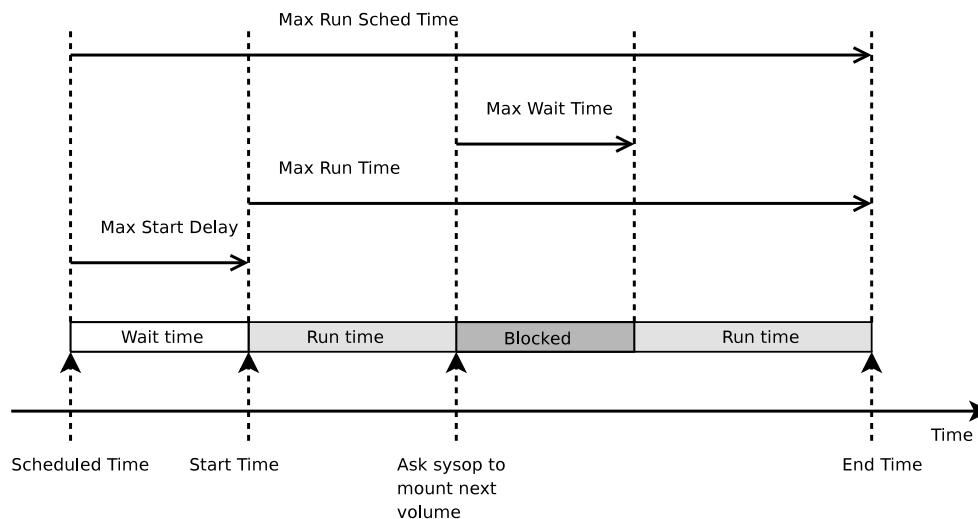 Max Run Sched Time
Max Wait Time
Max Run Time
Max Start Delay
Wait time
Run time
Blocked
Run time
Time
Scheduled Time
Start Time
Ask sysop to
mount next
volume
End Time